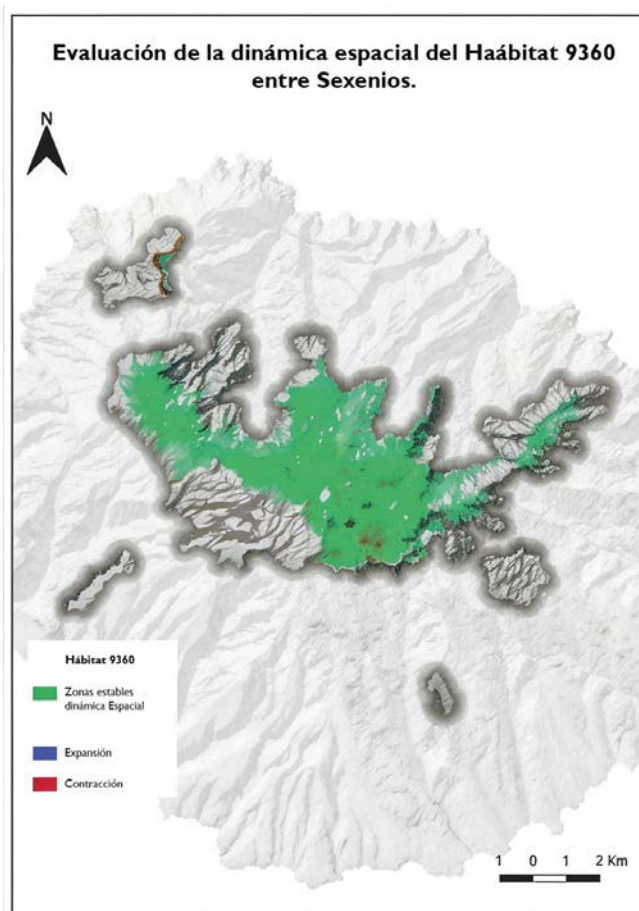 Evaluación de la dinámica espacial del Haábitat 9360
entre Sexenios.
N
Hábitat 9360
Zonas estables
dinámica Espacial
Expansión
Contracción
1 0 1 2 Km